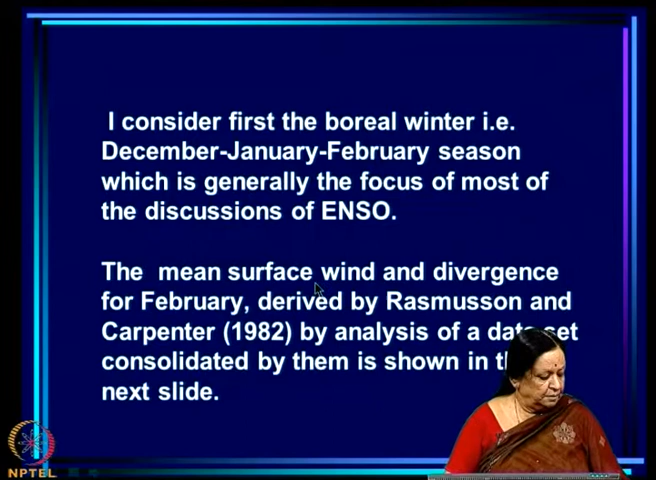 I consider first the boreal winter i.e.
December-January-February season
which is generally the focus of most of
the discussions of ENSO.
The mean surface wind and divergence
for February, derived by Rasmusson and
Carpenter (1982) by analysis of a data set
consolidated by them is shown in the
next slide.
NPTEL